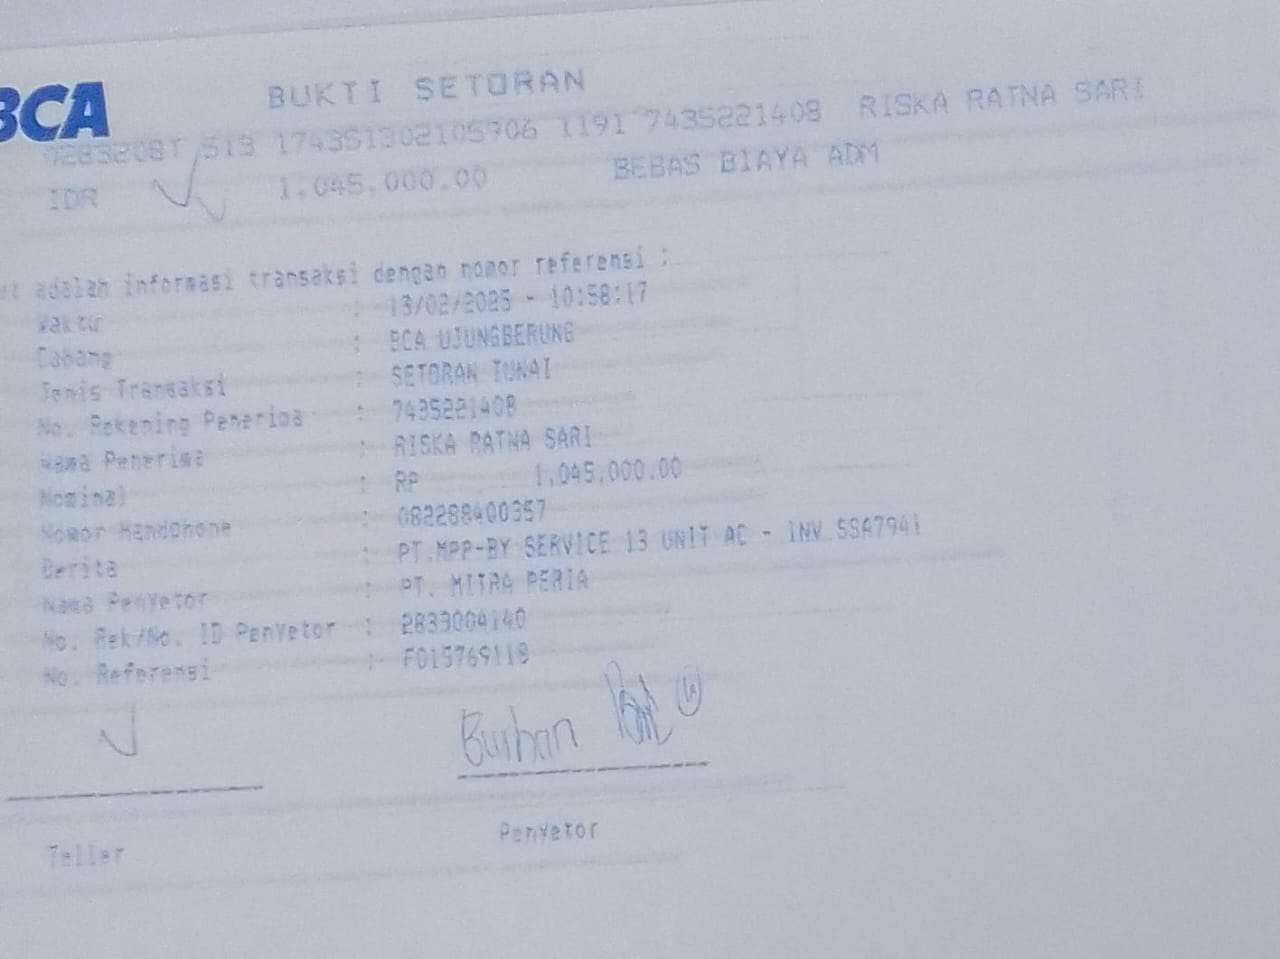 BCA
BUKTI SETORAN
0283208T 513 174351302105906 1191 7435221408 RISKA RATNA SARI
IDR 1,045,000.00 BEBAS BIAYA ADM
ut adalah informasi transaksi dengan nomor referensi :
Waktu : 13/02/2025 - 10:58:17
Cabang : BCA UJUNGBERUNG
Jenis Transaksi : SETORAN TUNAI
No. Rekening Penerima : 7435221408
Nama Penerima : RISKA RATNA SARI
Nominal : RP 1,045,000.00
Nomor Handphone : 082288400357
Berita : PT.MPP-BY SERVICE 13 UNIT AC - INV SSA7941
Nama Penyetor : PT. MITRA PERIA
No. Rek/No. ID Penyetor : 2833004140
No. Referensi : F015769118
Burhan
Teller Penyetor